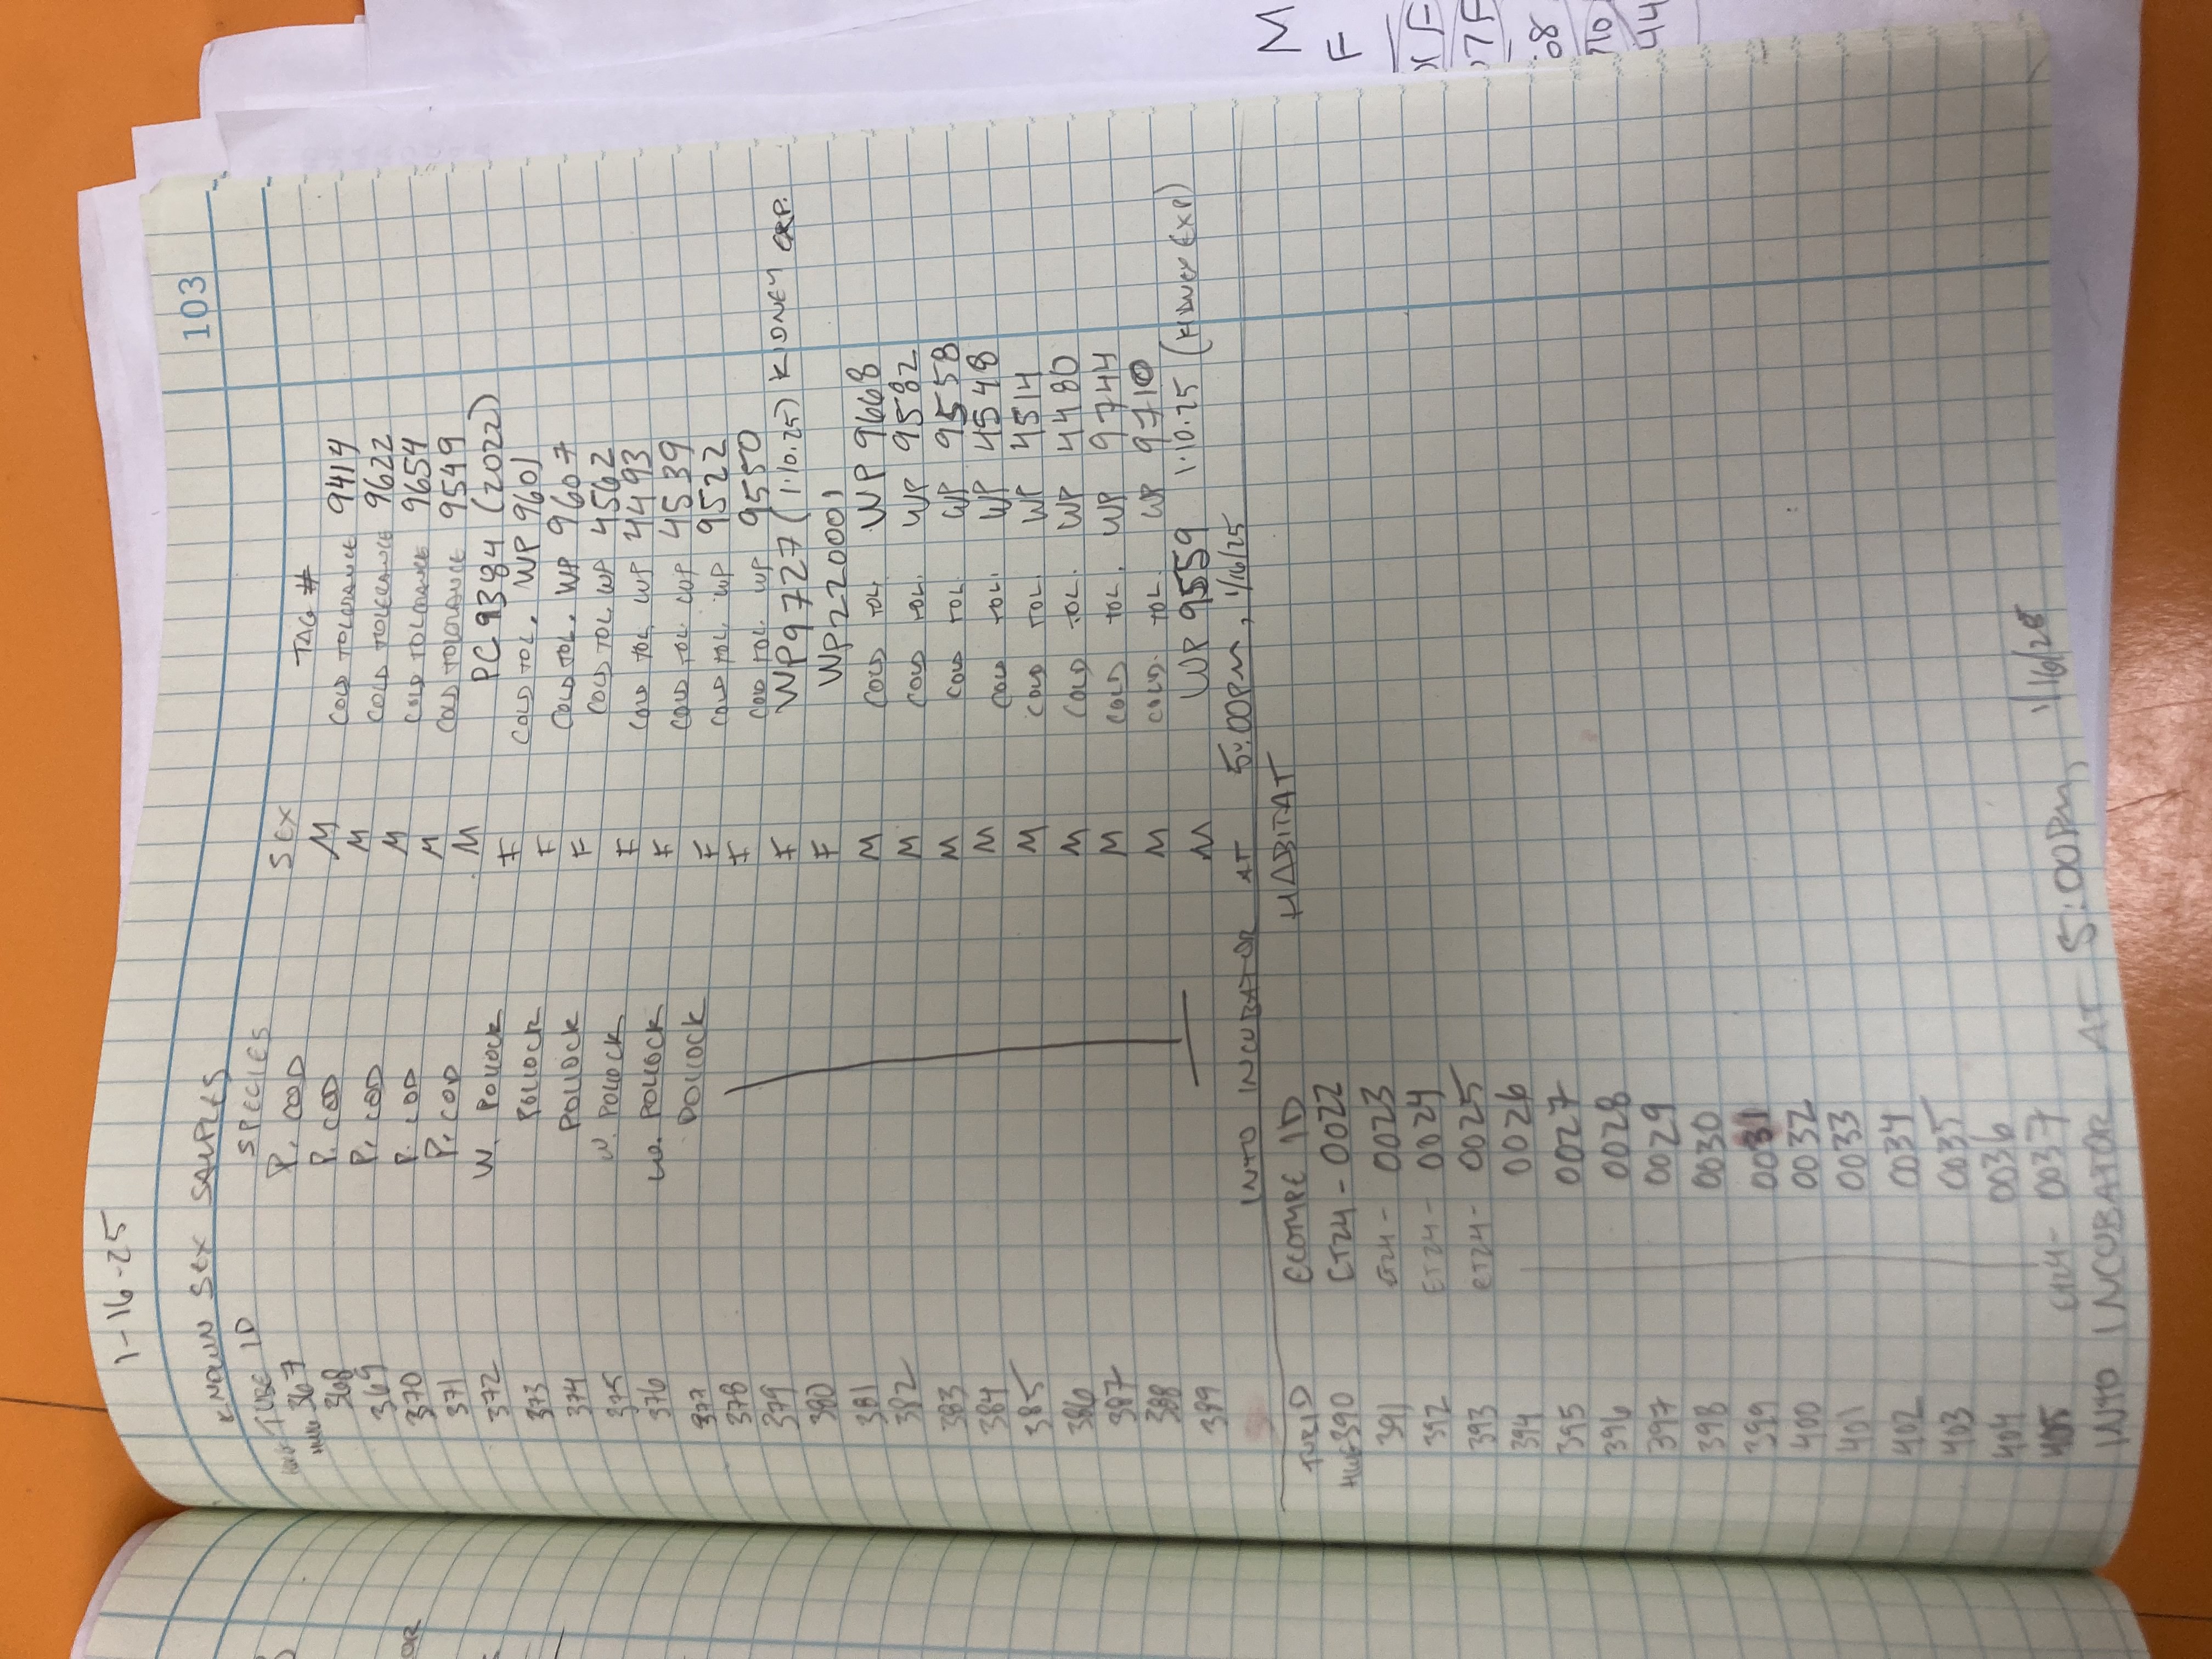 1-16-25
103
KNOWN SEX SAMPLES
TUBE ID SPECIES SEX TAG #
367 P. COD M COLD TOLERANCE 9414
368 P. COD M COLD TOLERANCE 9622
369 P. COD M COLD TOLERANCE 9654
370 P. COD M COLD TOLERANCE 9549
371 P. COD M PC 9384 (2022)
372 W. POLLOCK F COLD TOL. WP 9601
373 POLLOCK F COLD TOL. WP 9607
374 POLLOCK F COLD TOL. WP 4562
375 W. POLLOCK F COLD TOL. WP 4493
376 W. POLLOCK F COLD TOL. WP 4539
377 POLLOCK F COLD TOL. WP 9522
378 F COLD TOL. WP 9550
379 F WP9727 (1.10.25) KIDNEY EXP.
380 F WP220001
381 M COLD TOL. WP 9668
382 M COLD TOL. WP 9582
383 M COLD TOL. WP 9558
384 M COLD TOL. WP 4548
385 M COLD TOL. WP 4514
386 M COLD TOL. WP 4480
387 M COLD TOL. WP 9744
388 M COLD. TOL. WP 9710
389 M WP 9559 1.10.25 (KIDNEY EXP)
INTO INCUBATOR AT 5:00PM, 1/16/25
ECOTYPE ID HABITAT
390 ET24-0022
391 ET24-0023
392 ET24-0024
393 ET24-0025
394 0026
395 0027
396 0028
397 0029
398 0030
399 0031
400 0032
401 0033
402 0034
403 0035
404 0036
405 ET24-0037
INTO INCUBATOR AT 5:00PM, 1/16/25
M
F
F
7F
08
710
44